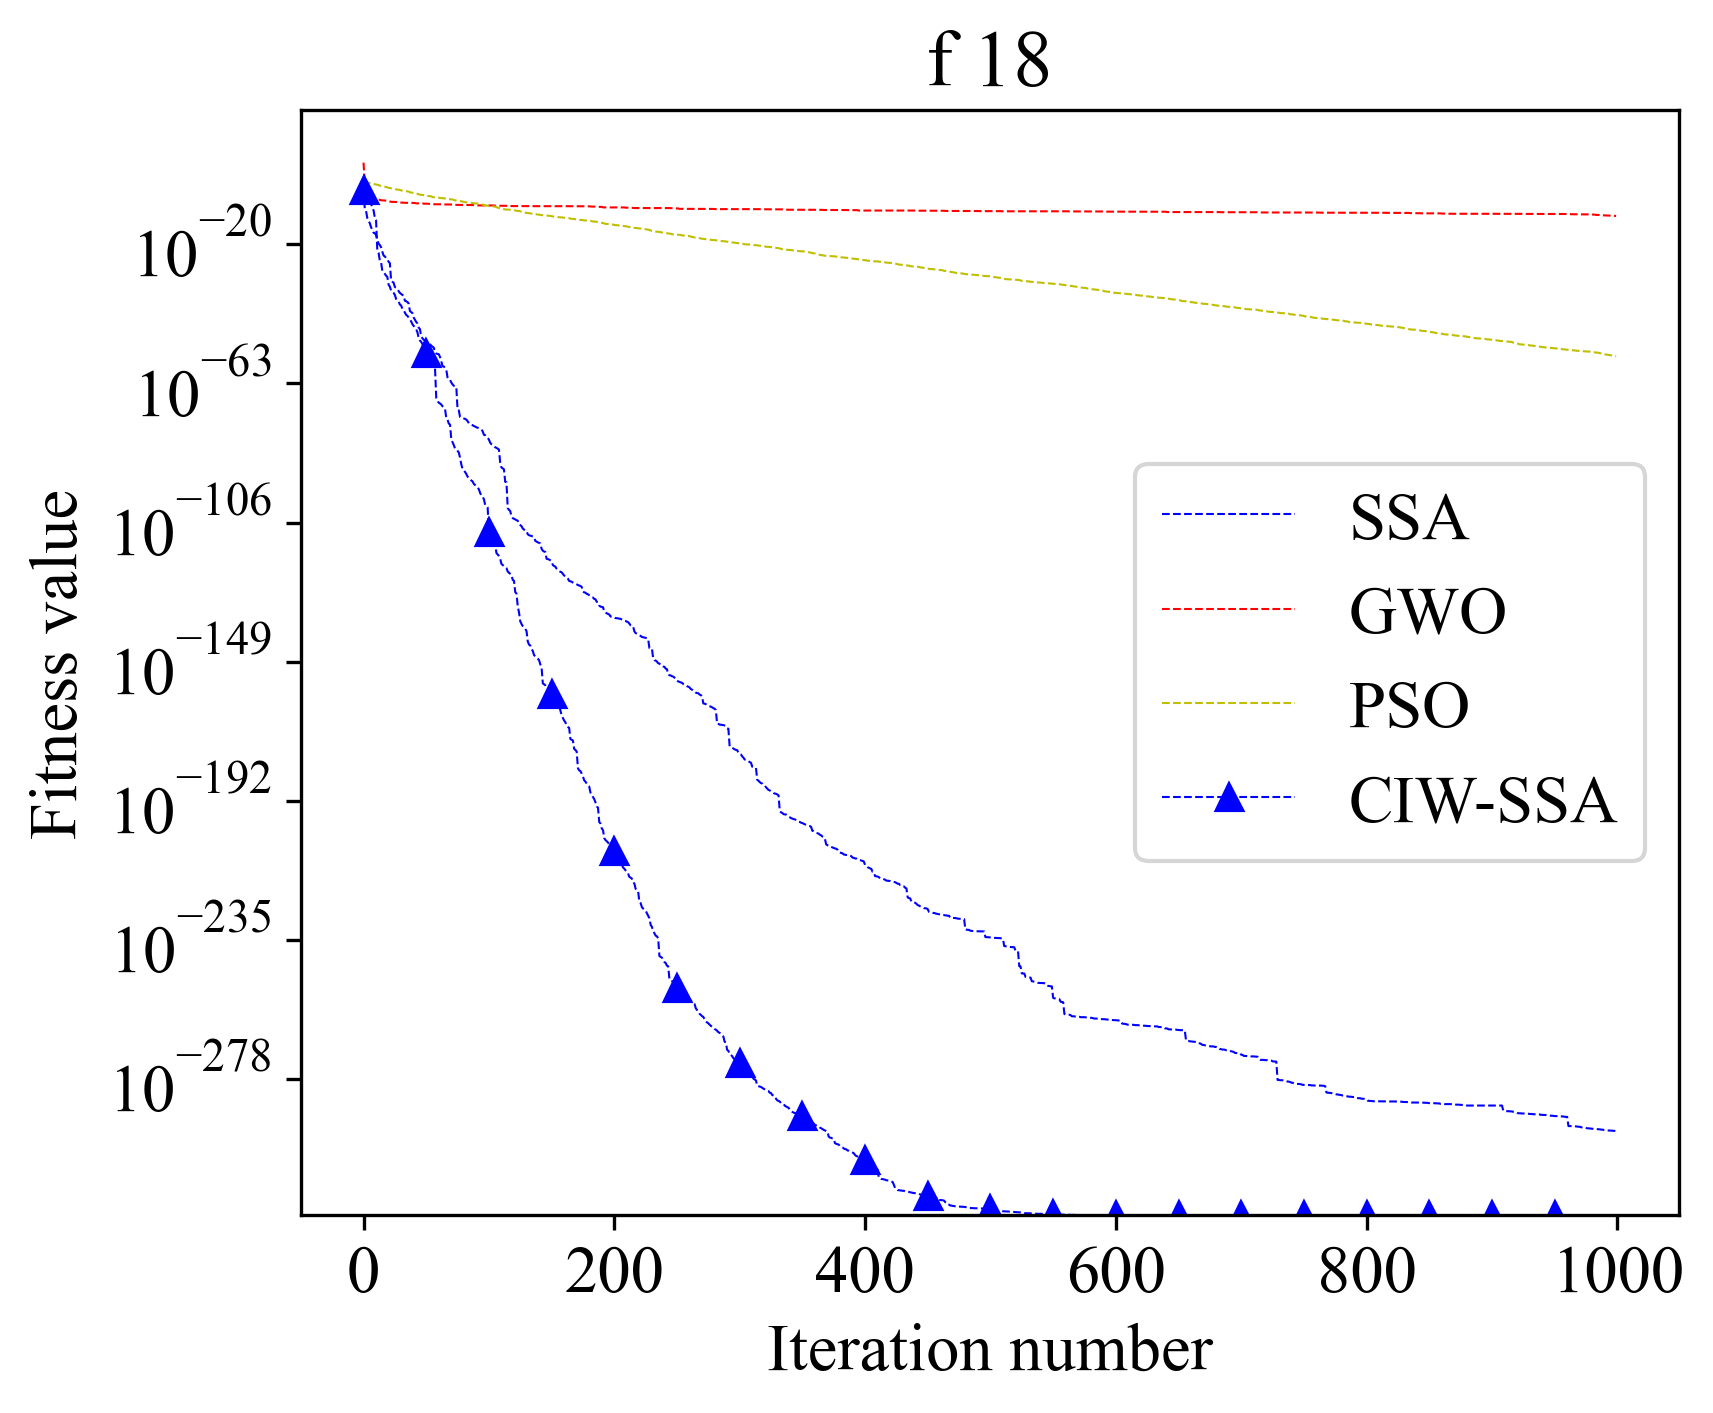 f 18
10−20
10−63
10−106
10−149
10−192
10−235
10−278
Fitness value
SSA
GWO
PSO
CIW-SSA
0 200 400 600 800 1000
Iteration number